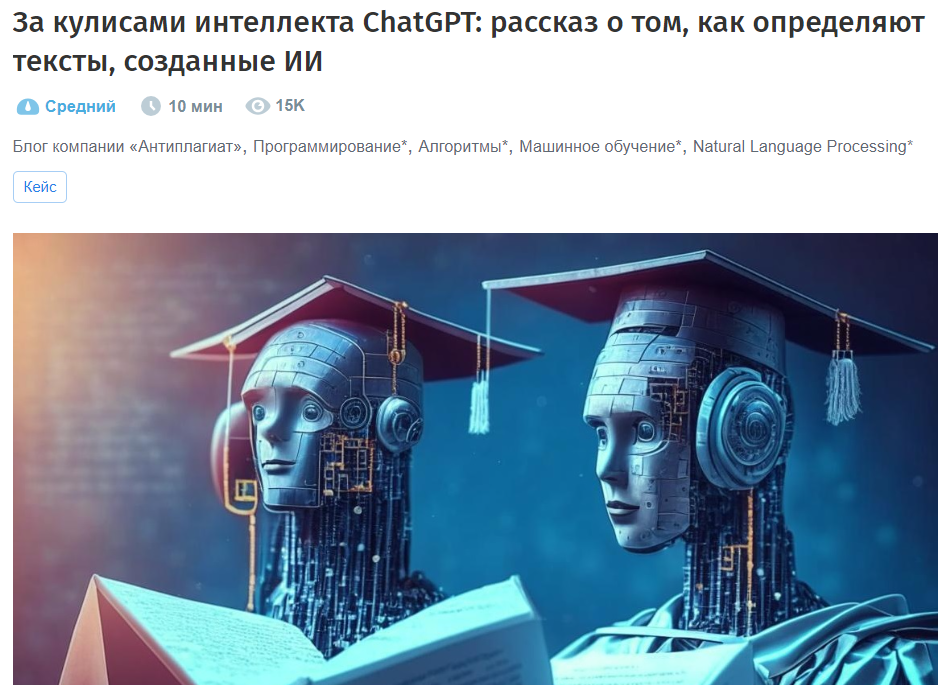 За кулисами интеллекта ChatGPT: рассказ о том, как определяют
тексты, созданные ИИ
Средний 10 мин 15K
Блог компании «Антиплагиат», Программирование*, Алгоритмы*, Машинное обучение*, Natural Language Processing*
Кейс